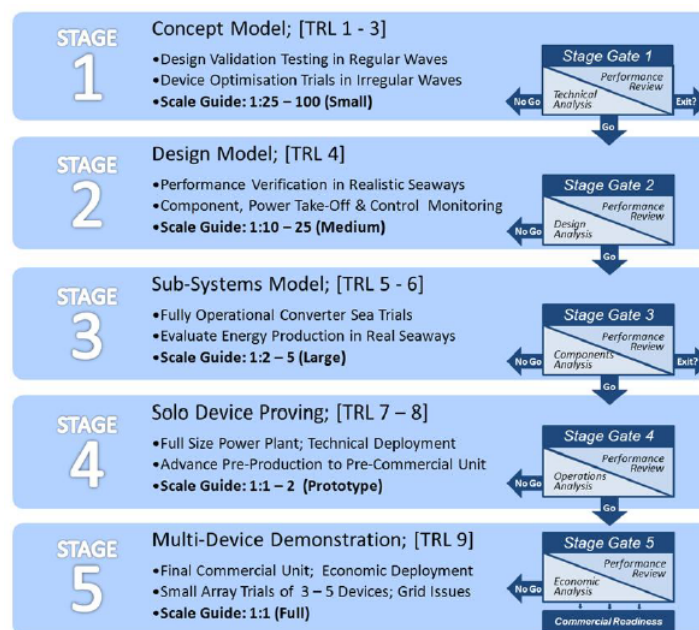 STAGE
1
Concept Model; [TRL 1 - 3]
•Design Validation Testing in Regular Waves
•Device Optimisation Trials in Irregular Waves
•Scale Guide: 1:25 – 100 (Small)
Stage Gate 1
Performance
Review
Technical
Analysis
No Go
Exit?
Go
STAGE
2
Design Model; [TRL 4]
•Performance Verification in Realistic Seaways
•Component, Power Take-Off & Control Monitoring
•Scale Guide: 1:10 – 25 (Medium)
Stage Gate 2
Performance
Review
Design
Analysis
No Go
Go
STAGE
3
Sub-Systems Model; [TRL 5 - 6]
•Fully Operational Converter Sea Trials
•Evaluate Energy Production in Real Seaways
•Scale Guide: 1:2 – 5 (Large)
Stage Gate 3
Performance
Review
Components
Analysis
No Go
Exit?
Go
STAGE
4
Solo Device Proving; [TRL 7 – 8]
•Full Size Power Plant; Technical Deployment
•Advance Pre-Production to Pre-Commercial Unit
•Scale Guide: 1:1 – 2 (Prototype)
Stage Gate 4
Performance
Review
Operations
Analysis
No Go
Go
STAGE
5
Multi-Device Demonstration; [TRL 9]
•Final Commercial Unit; Economic Deployment
•Small Array Trials of 3 – 5 Devices; Grid Issues
•Scale Guide: 1:1 (Full)
Stage Gate 5
Performance
Review
Economic
Analysis
No Go
Commercial Readiness